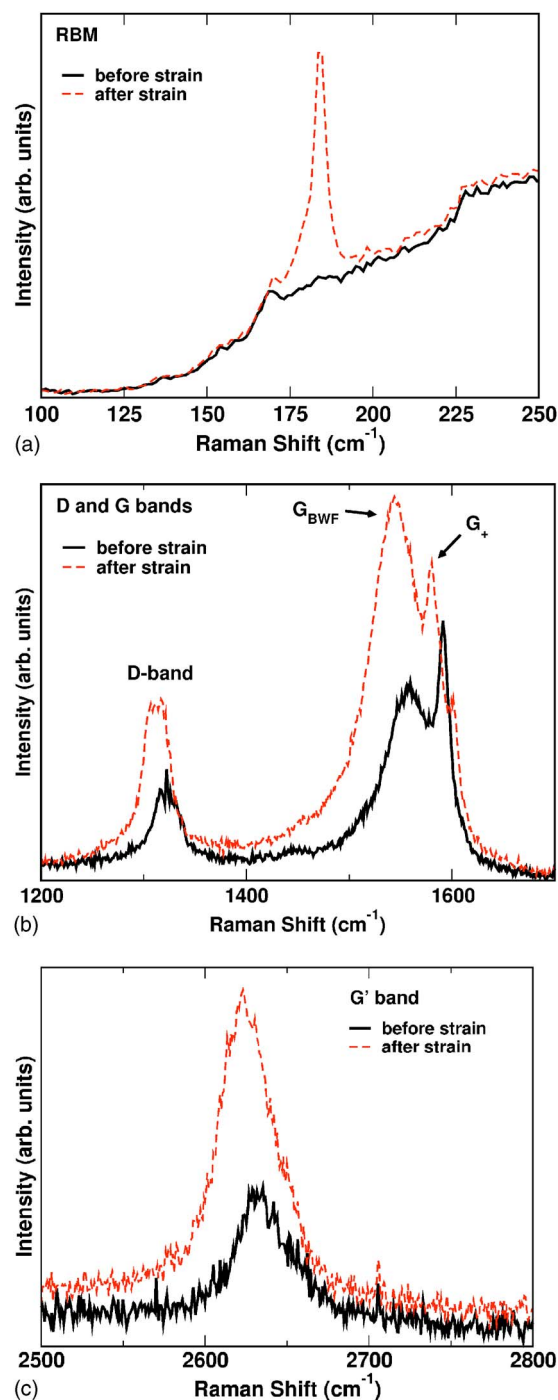 RBM
before strain
after strain
Intensity (arb. units)
100 125 150 175 200 225 250
Raman Shift (cm⁻¹)
(a)
D and G bands
before strain
after strain
G_BWF
G_+
D-band
Intensity (arb. units)
1200 1400 1600
Raman Shift (cm⁻¹)
(b)
G' band
before strain
after strain
Intensity (arb. units)
2500 2600 2700 2800
Raman Shift (cm⁻¹)
(c)